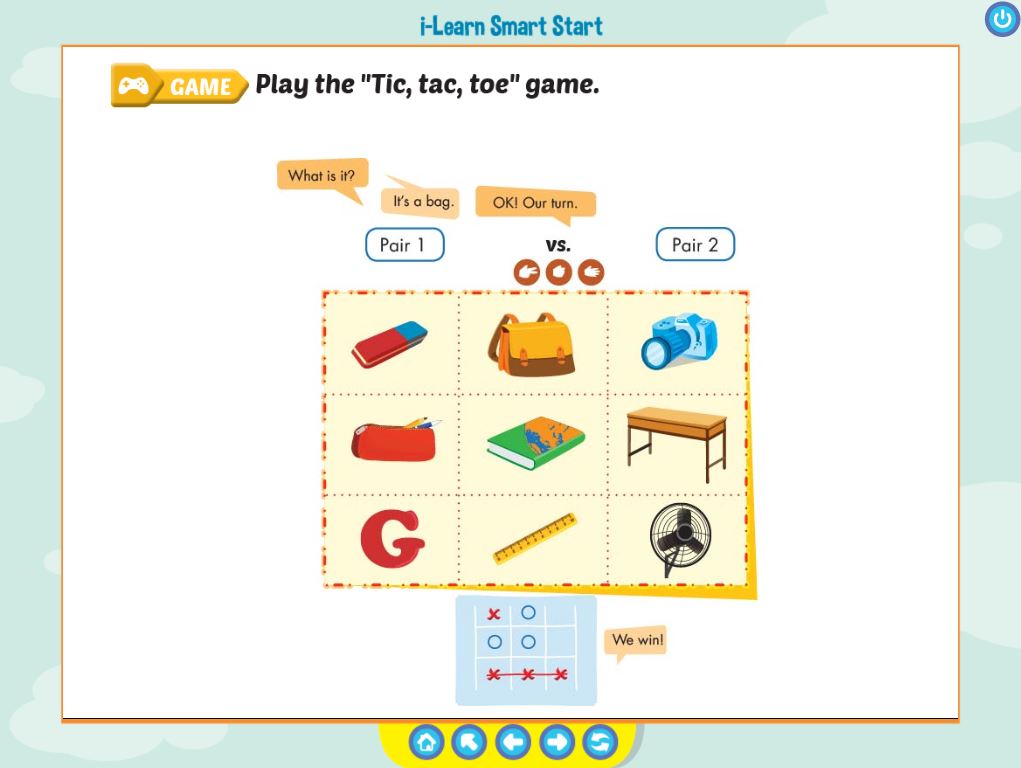 i-Learn Smart Start
GAME Play the "Tic, tac, toe" game.
What is it?
It's a bag.
OK! Our turn.
Pair 1
vs.
Pair 2
G
We win!